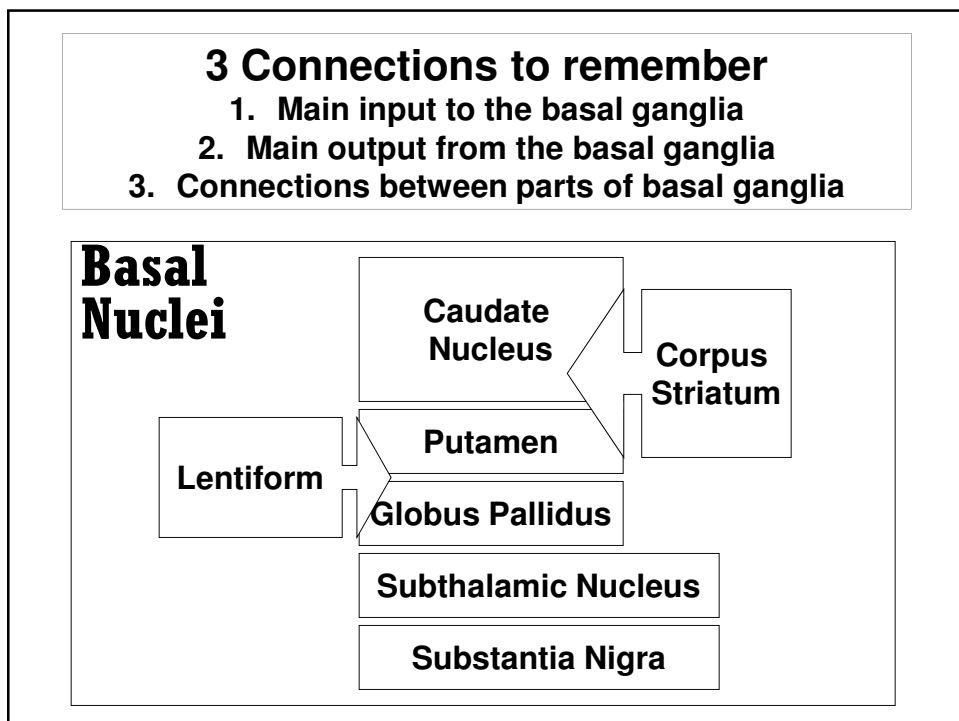 3 Connections to remember
1. Main input to the basal ganglia
2. Main output from the basal ganglia
3. Connections between parts of basal ganglia
Basal
Nuclei
Caudate
Nucleus
Corpus
Striatum
Putamen
Lentiform
Globus Pallidus
Subthalamic Nucleus
Substantia Nigra